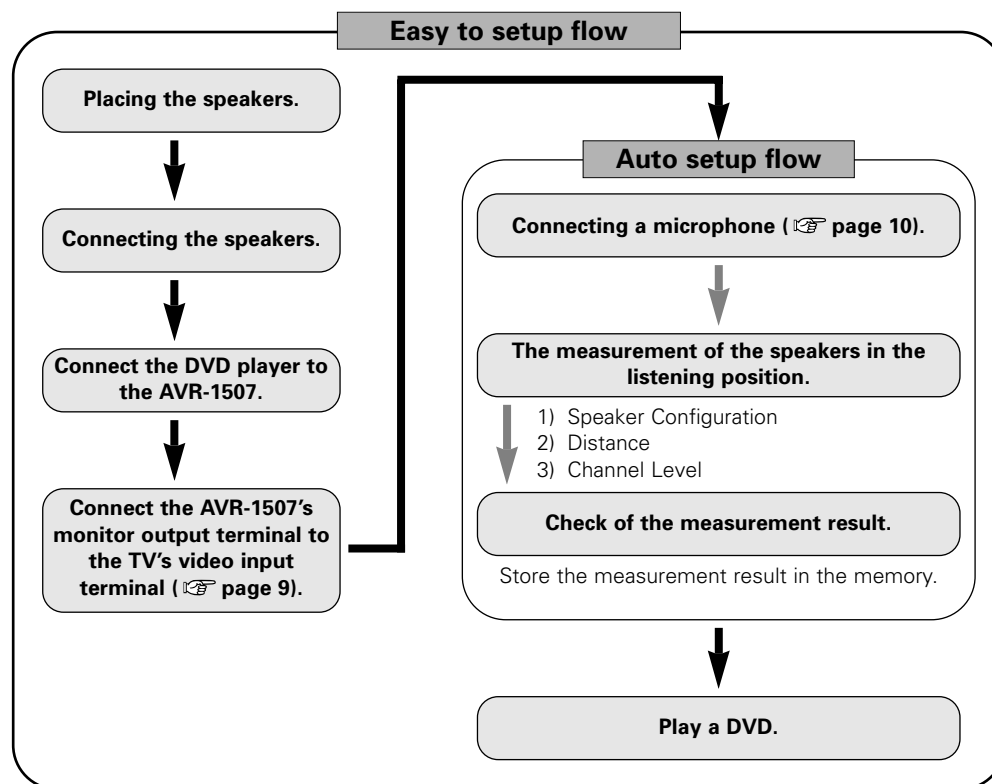 Easy to setup flow
Placing the speakers.
Connecting the speakers.
Connect the DVD player to
the AVR-1507.
Connect the AVR-1507’s
monitor output terminal to
the TV’s video input
terminal ( ☞ page 9).
Auto setup flow
Connecting a microphone ( ☞ page 10).
The measurement of the speakers in the
listening position.
1) Speaker Configuration
2) Distance
3) Channel Level
Check of the measurement result.
Store the measurement result in the memory.
Play a DVD.